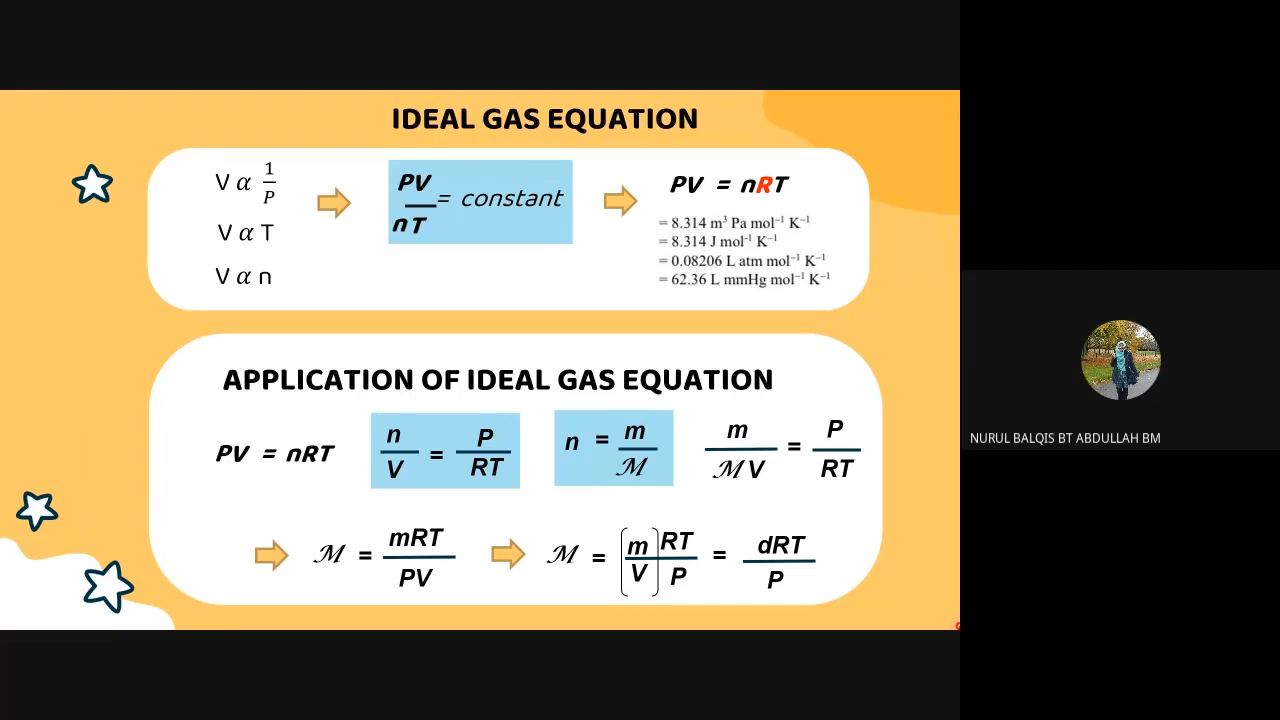 IDEAL GAS EQUATION
V α 1/P
V α T
V α n
PV/nT = constant
PV = nRT
= 8.314 m³ Pa mol⁻¹ K⁻¹
= 8.314 J mol⁻¹ K⁻¹
= 0.08206 L atm mol⁻¹ K⁻¹
= 62.36 L mmHg mol⁻¹ K⁻¹
APPLICATION OF IDEAL GAS EQUATION
PV = nRT
n/V = P/RT
n = m/ℳ
m/ℳV = P/RT
ℳ = mRT/PV
ℳ = (m/V) RT/P = dRT/P
NURUL BALQIS BT ABDULLAH BM